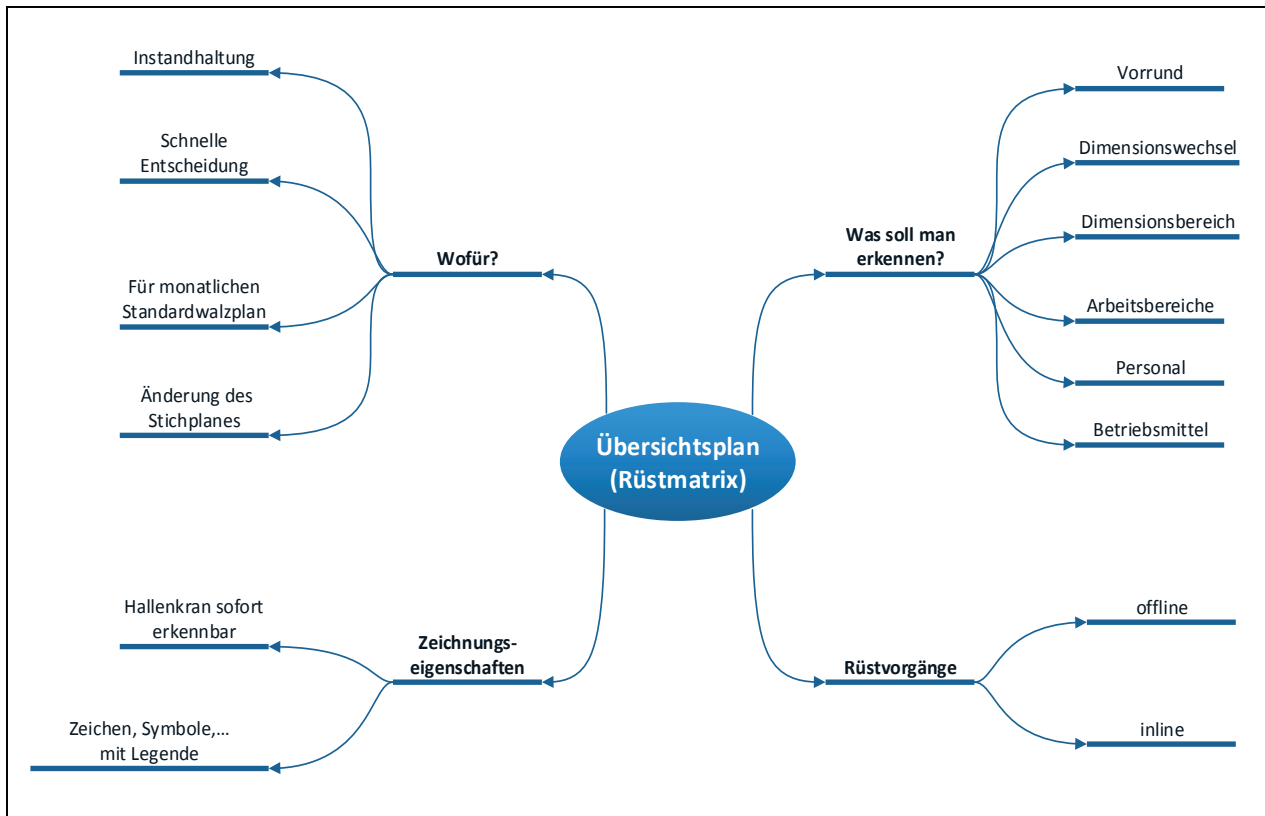 Instandhaltung
Schnelle
Entscheidung
Für monatlichen
Standardwalzplan
Änderung des
Stichplanes
Wofür?
Was soll man
erkennen?
Vorrund
Dimensionswechsel
Dimensionsbereich
Arbeitsbereiche
Personal
Betriebsmittel
Übersichtsplan
(Rüstmatrix)
Hallenkran sofort
erkennbar
Zeichen, Symbole,...
mit Legende
Zeichnungs-
eigenschaften
Rüstvorgänge
offline
inline